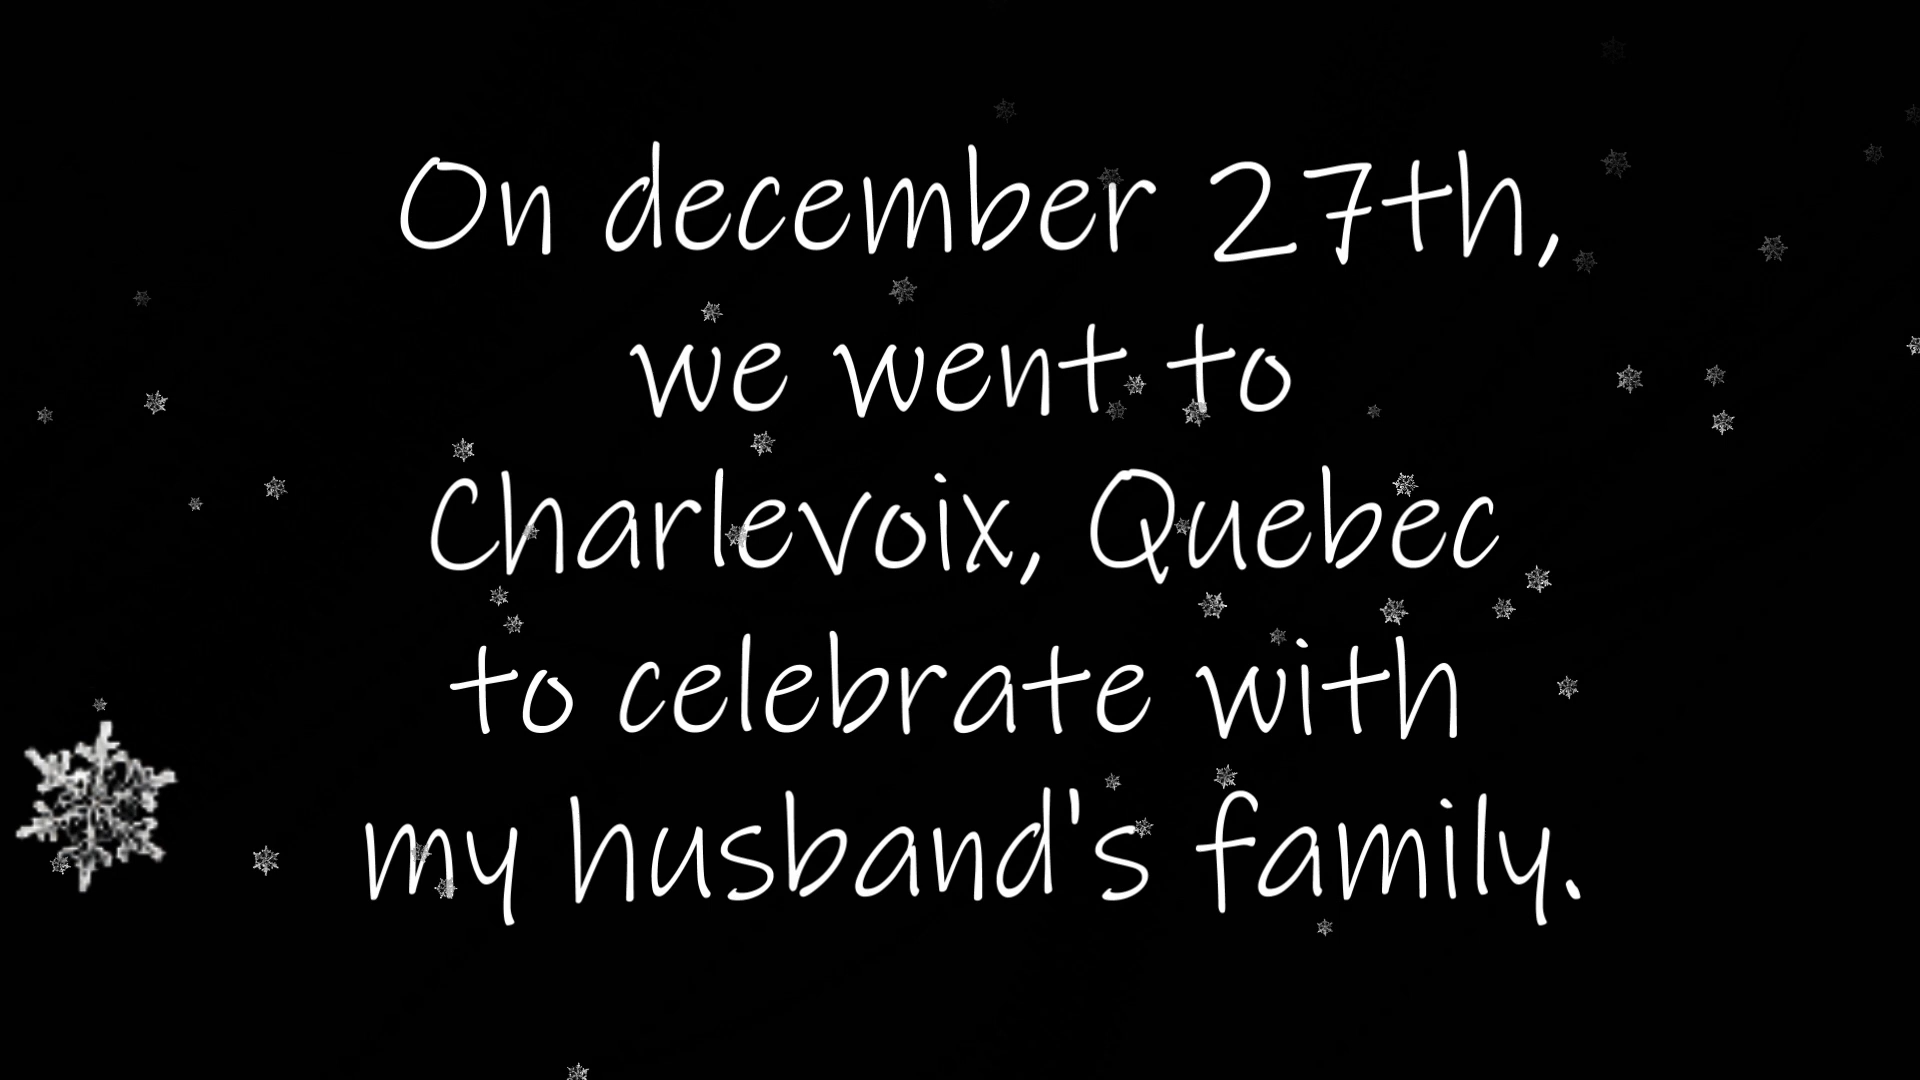 On december 27th,
we went to
Charlevoix, Quebec
to celebrate with
my husband's family.